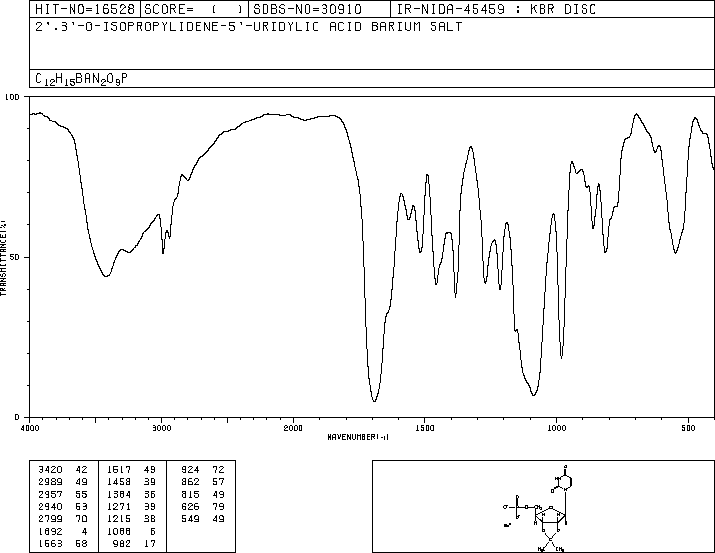 HIT-NO=16528 SCORE= ( ) SDBS-NO=30910 IR-NIDA-45459 : KBR DISC
2',3'-O-ISOPROPYLIDENE-5'-URIDYLIC ACID BARIUM SALT
C12H15BAN2O9P
100
50
0
TRANSMITTANCE(%)
4000 3000 2000 1500 1000 500
WAVENUMBER(-1)
3420 42 1517 49 924 72
2989 49 1458 39 862 57
2957 55 1384 36 815 49
2940 53 1271 39 626 79
2799 70 1215 38 549 49
1692 4 1088 6
1563 58 982 17